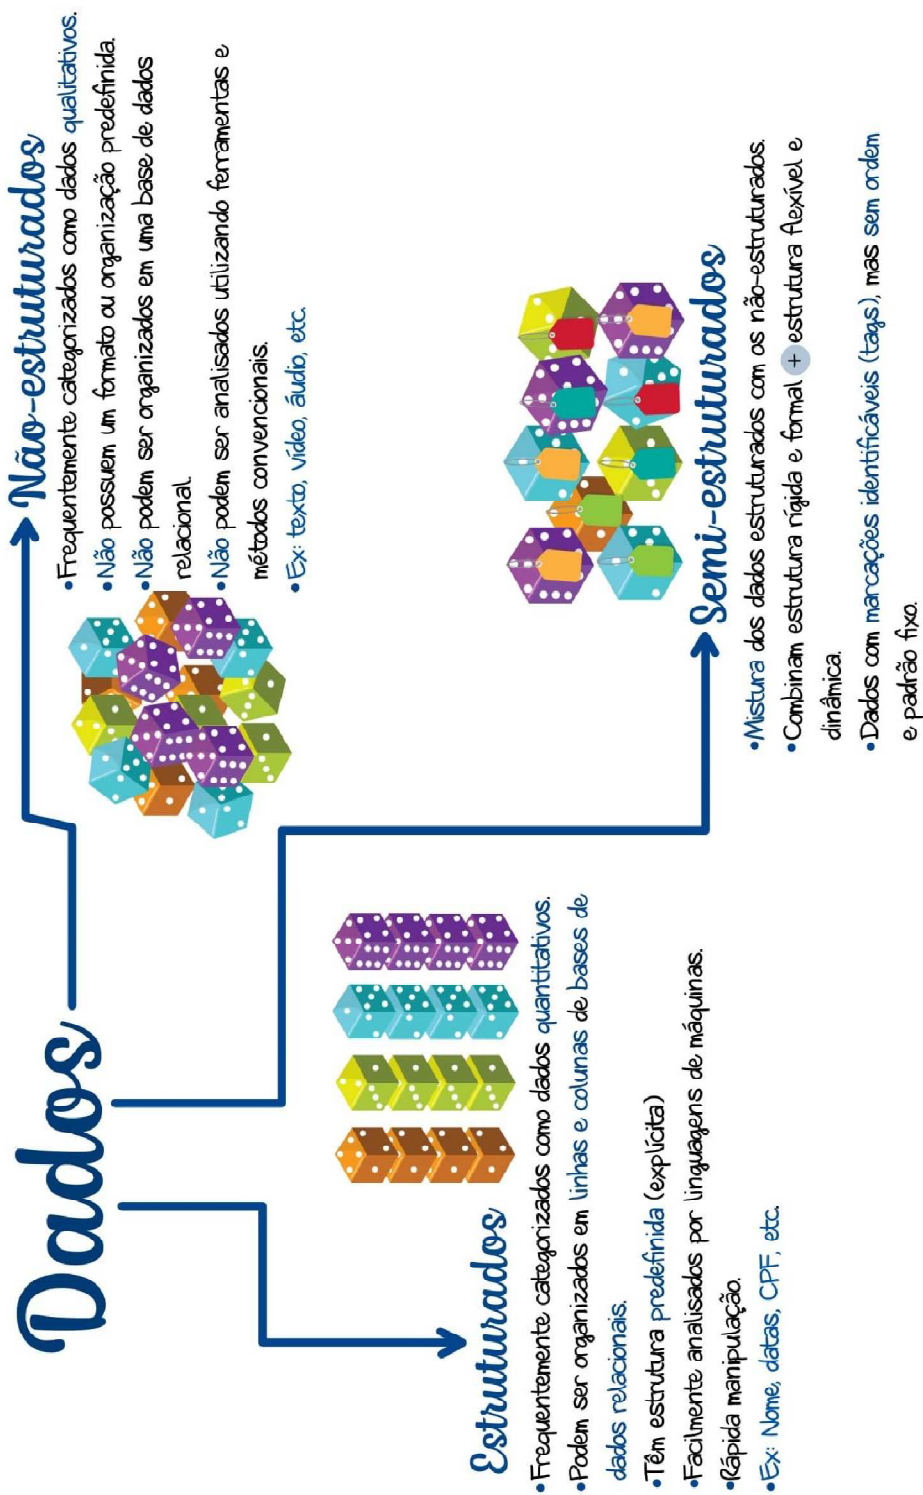 Dados
Estruturados
•Frequentemente categorizados como dados quantitativos.
•Podem ser organizados em linhas e colunas de bases de
dados relacionais.
•Têm estrutura predefinida (explícita)
•Facilmente analisados por linguagens de máquinas.
•Rápida manipulação.
•Ex: Nome, datas, CPF, etc.
Não-estruturados
•Frequentemente categorizados como dados qualitativos.
•Não possuem um formato ou organização predefinida.
•Não podem ser organizados em uma base de dados
relacional.
•Não podem ser analisados utilizando ferramentas e
métodos convencionais.
•Ex: texto, vídeo, áudio, etc.
Semi-estruturados
•Mistura dos dados estruturados com os não-estruturados.
•Combinam estrutura rígida e formal + estrutura flexível e
dinâmica.
•Dados com marcações identificáveis (tags), mas sem ordem
e padrão fixo.